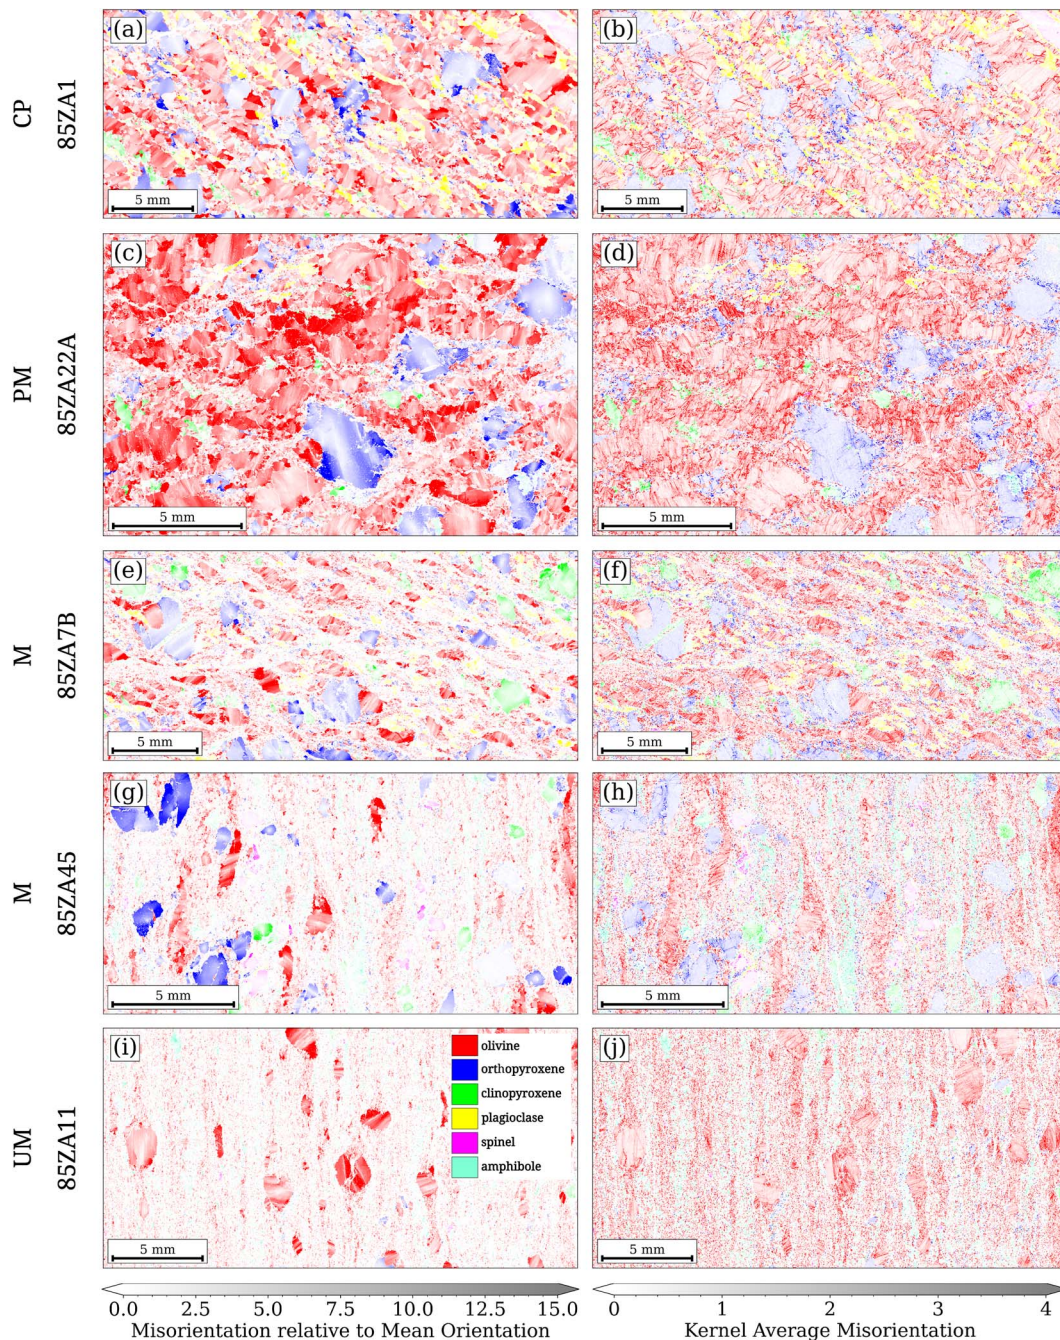 CP
85ZA1
(a)
5 mm
(b)
5 mm
PM
85ZA22A
(c)
5 mm
(d)
5 mm
M
85ZA7B
(e)
5 mm
(f)
5 mm
M
85ZA45
(g)
5 mm
(h)
5 mm
UM
85ZA11
(i)
olivine
orthopyroxene
clinopyroxene
plagioclase
spinel
amphibole
5 mm
(j)
5 mm
0.0 2.5 5.0 7.5 10.0 12.5 15.0
Misorientation relative to Mean Orientation
0 1 2 3 4
Kernel Average Misorientation